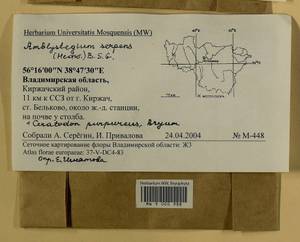 Herbarium Universitatis Mosquensis (MW)
Amblystegium serpens
(Hedw.) B.S.G.
56°16'00"N 38°47'30"E
Владимирская область,
Киржачский район,
11 км к ССЗ от г. Киржач,
ст. Бельково, около ж.-д. станции,
на почве у столба.
Ceratodon purpureus, Bryum
Собрали А. Серёгин, И. Привалова 24.04.2004 № М-448
Сеточное картирование флоры Владимирской области: Ж3
Atlas florae europaeae: 37-V-DC4-83
Опр. Е. Игнатова